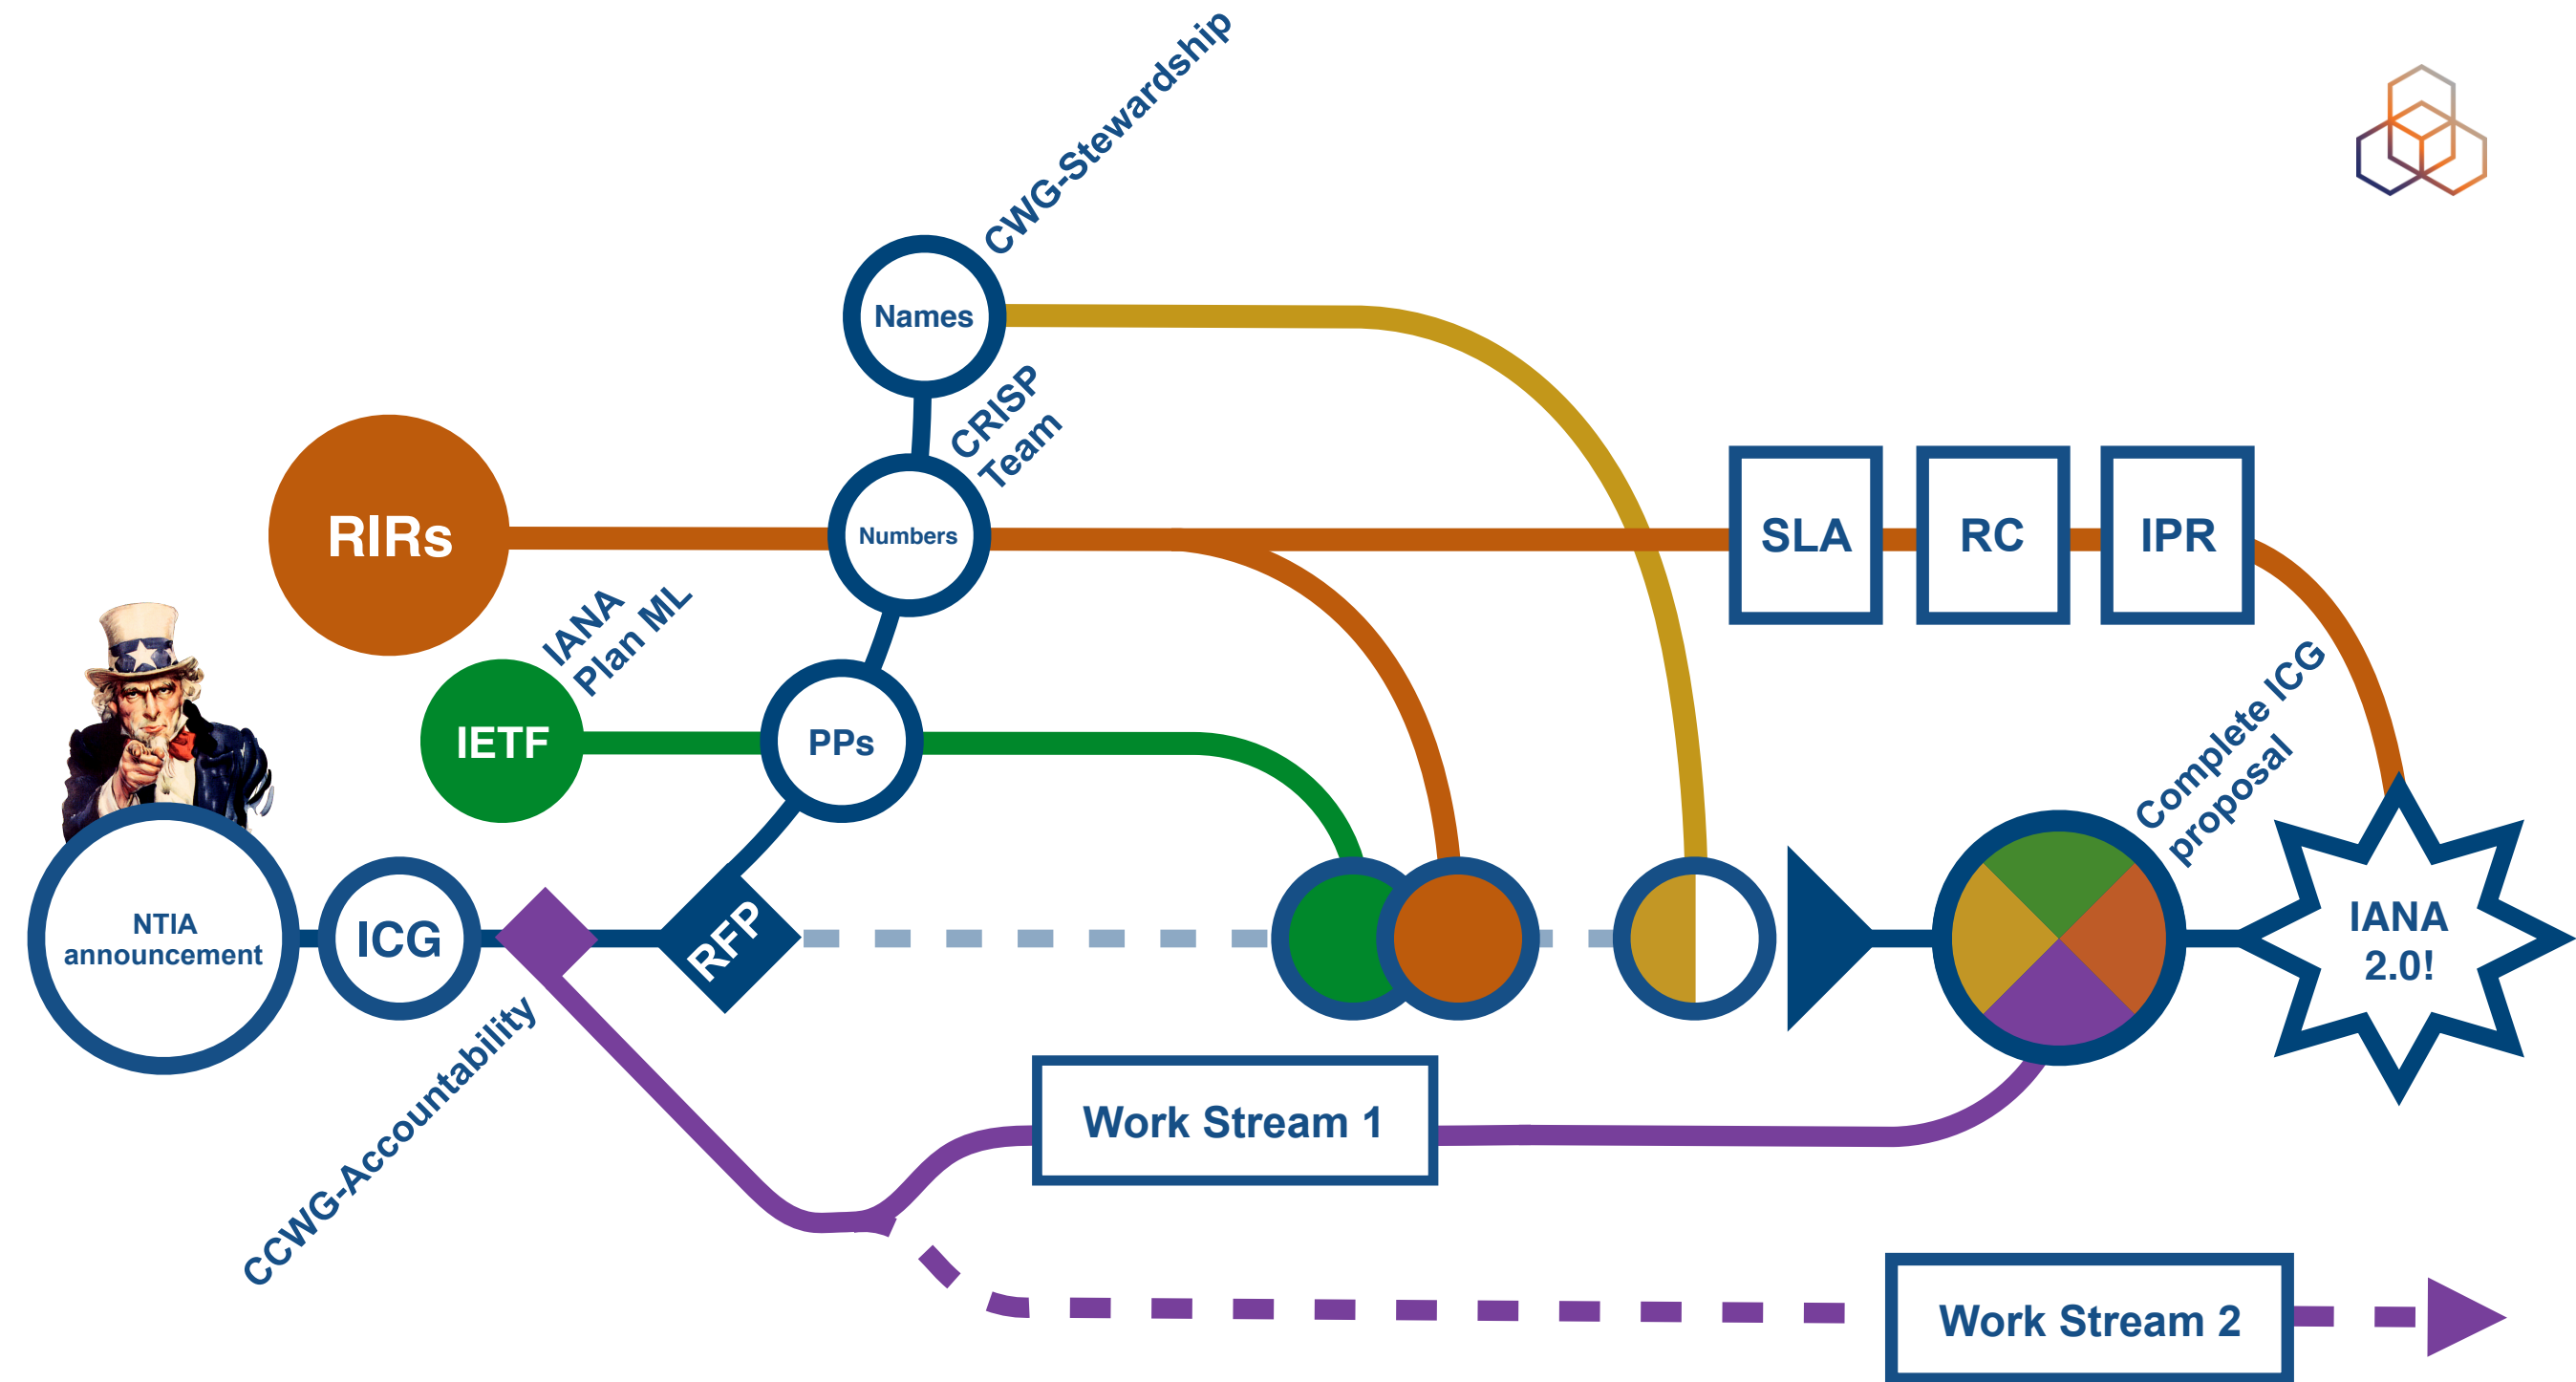 CWG-Stewardship
Names
CRISP
Team
RIRs
Numbers
SLA
RC
IPR
IANA
Plan ML
IETF
PPs
Complete ICG
proposal
NTIA
announcement
ICG
RFP
IANA
2.0!
CCWG-Accountability
Work Stream 1
Work Stream 2